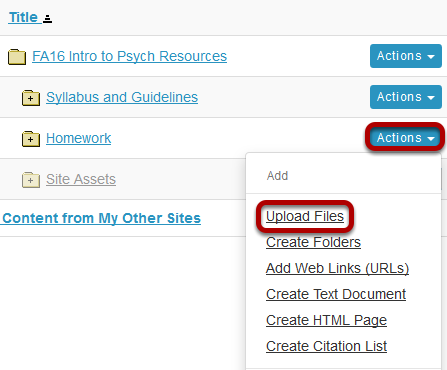 Title
FA16 Intro to Psych Resources Actions
Syllabus and Guidelines Actions
Homework Actions
Site Assets
Add
Content from My Other Sites
Upload Files
Create Folders
Add Web Links (URLs)
Create Text Document
Create HTML Page
Create Citation List